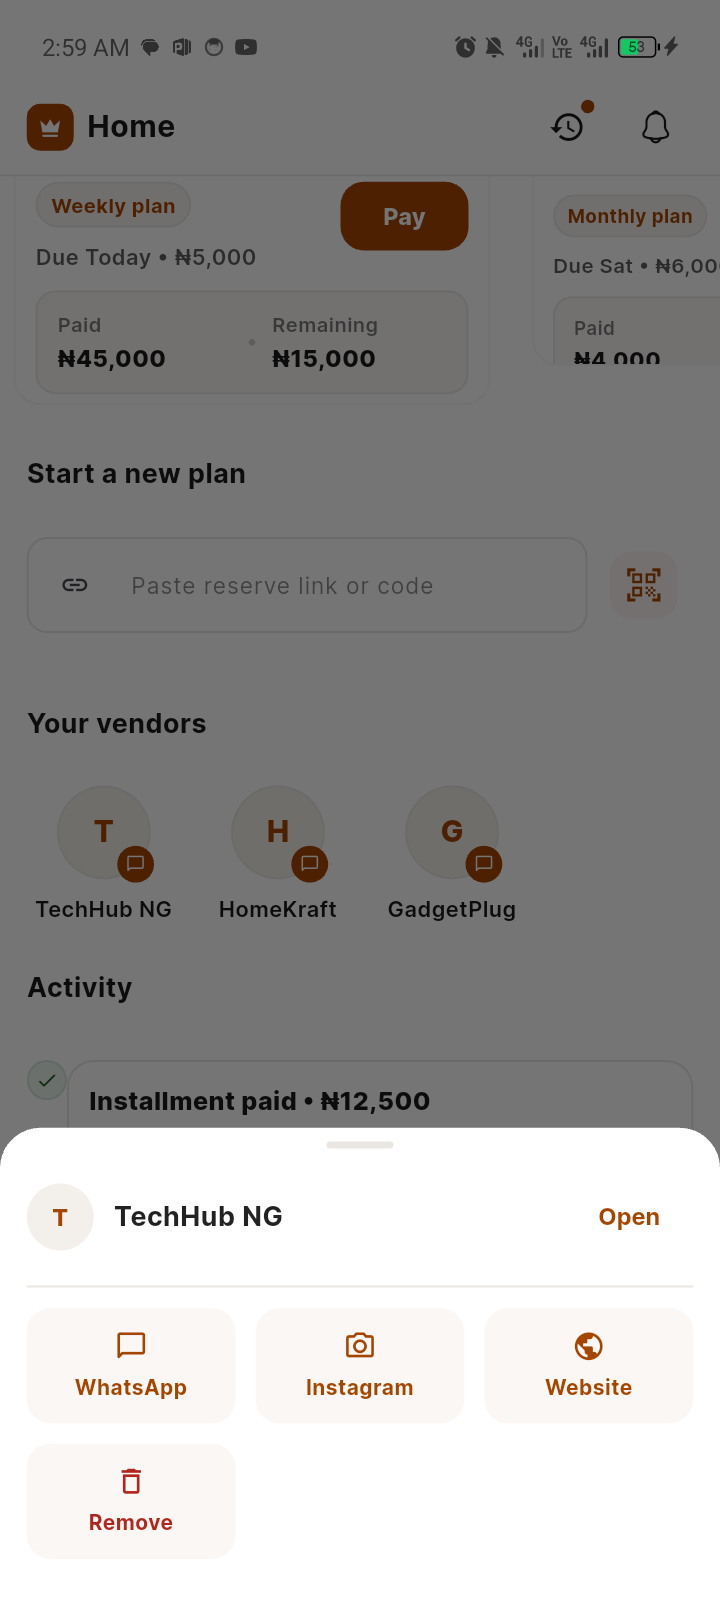 2:59 AM 4G Vo LTE 4G 53
Home
Weekly plan
Pay
Due Today • ₦5,000
Paid Remaining
₦45,000 ₦15,000
Monthly plan
Due Sat • ₦6,00
Paid
₦4,000
Start a new plan
Paste reserve link or code
Your vendors
T H G
TechHub NG HomeKraft GadgetPlug
Activity
Installment paid • ₦12,500
T TechHub NG Open
WhatsApp Instagram Website
Remove